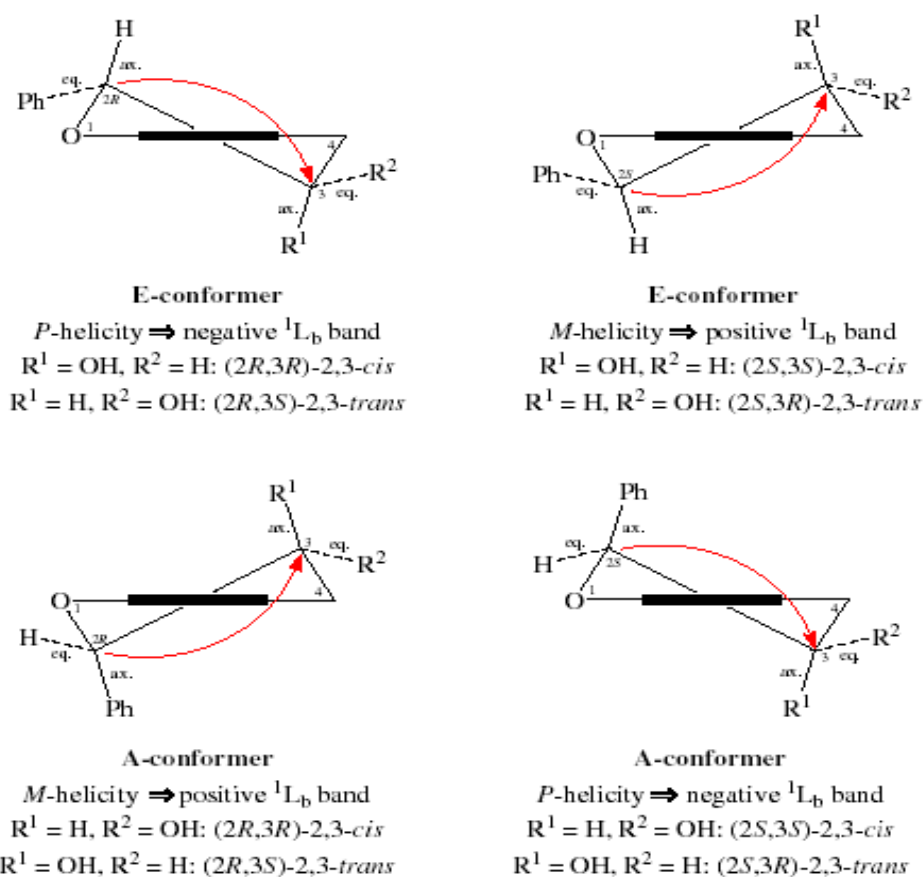 H
R¹
eq.
ax.
Ph
2R
O
1
4
R²
3
eq.
ax.
R¹
ax.
3
eq.
R²
O
1
4
Ph
eq.
2S
ax.
H
E-conformer
P-helicity ⇒ negative ¹L_b band
R¹ = OH, R² = H: (2R,3R)-2,3-cis
R¹ = H, R² = OH: (2R,3S)-2,3-trans
E-conformer
M-helicity ⇒ positive ¹L_b band
R¹ = OH, R² = H: (2S,3S)-2,3-cis
R¹ = H, R² = OH: (2S,3R)-2,3-trans
R¹
ax.
3
eq.
R²
O
1
4
H
eq.
2R
ax.
Ph
Ph
ax.
eq.
H
2S
O
1
4
R²
3
eq.
ax.
R¹
A-conformer
M-helicity ⇒ positive ¹L_b band
R¹ = H, R² = OH: (2R,3R)-2,3-cis
R¹ = OH, R² = H: (2R,3S)-2,3-trans
A-conformer
P-helicity ⇒ negative ¹L_b band
R¹ = H, R² = OH: (2S,3S)-2,3-cis
R¹ = OH, R² = H: (2S,3R)-2,3-trans